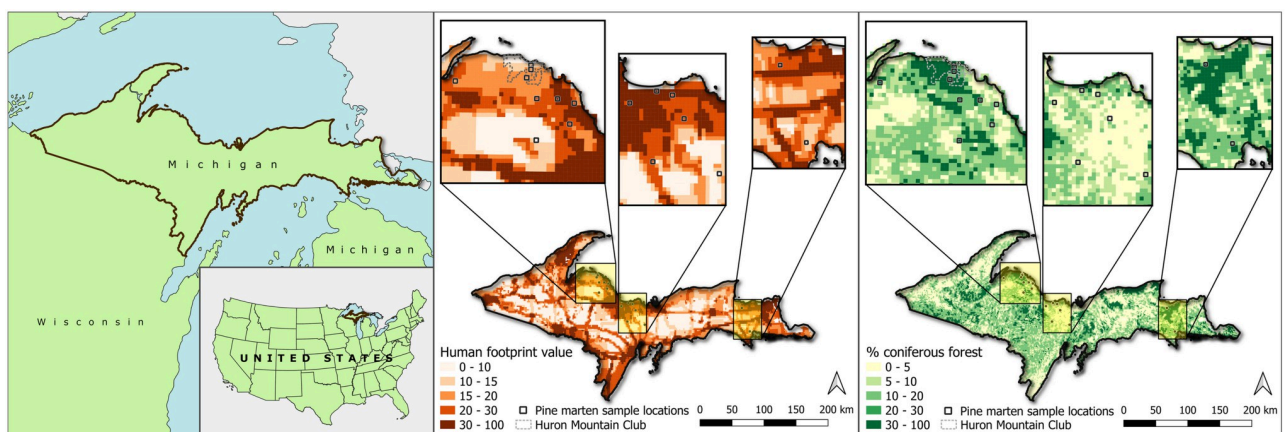 Michigan
Michigan
Wisconsin
UNITED STATES
Human footprint value
0 - 10
10 - 15
15 - 20
20 - 30
30 - 100
Pine marten sample locations
Huron Mountain Club
0 50 100 150 200 km
% coniferous forest
0 - 5
5 - 10
10 - 20
20 - 30
30 - 100
Pine marten sample locations
Huron Mountain Club
0 50 100 150 200 km